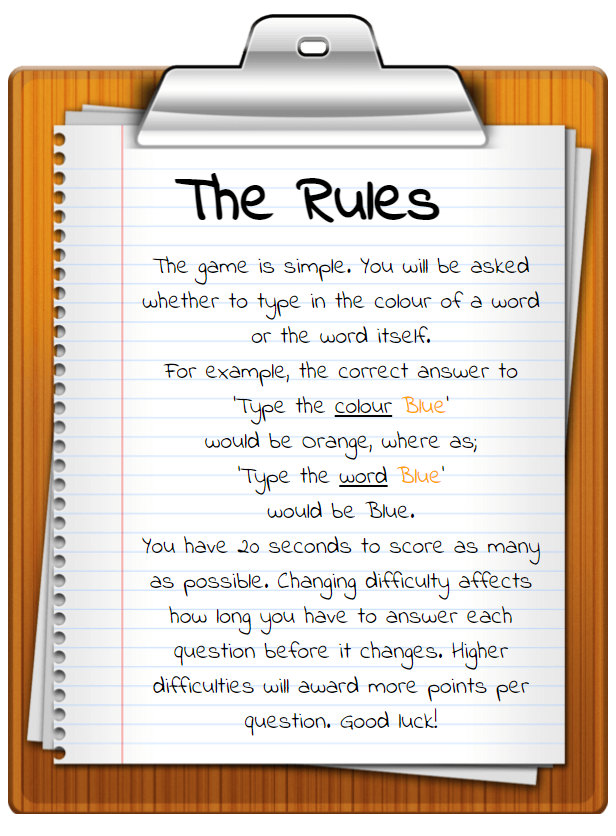 The Rules
The game is simple. You will be asked
whether to type in the colour of a word
or the word itself.
For example, the correct answer to
'Type the colour Blue'
would be orange, where as;
'Type the word Blue'
would be Blue.
You have 20 seconds to score as many
as possible. Changing difficulty affects
how long you have to answer each
question before it changes. Higher
difficulties will award more points per
question. Good luck!